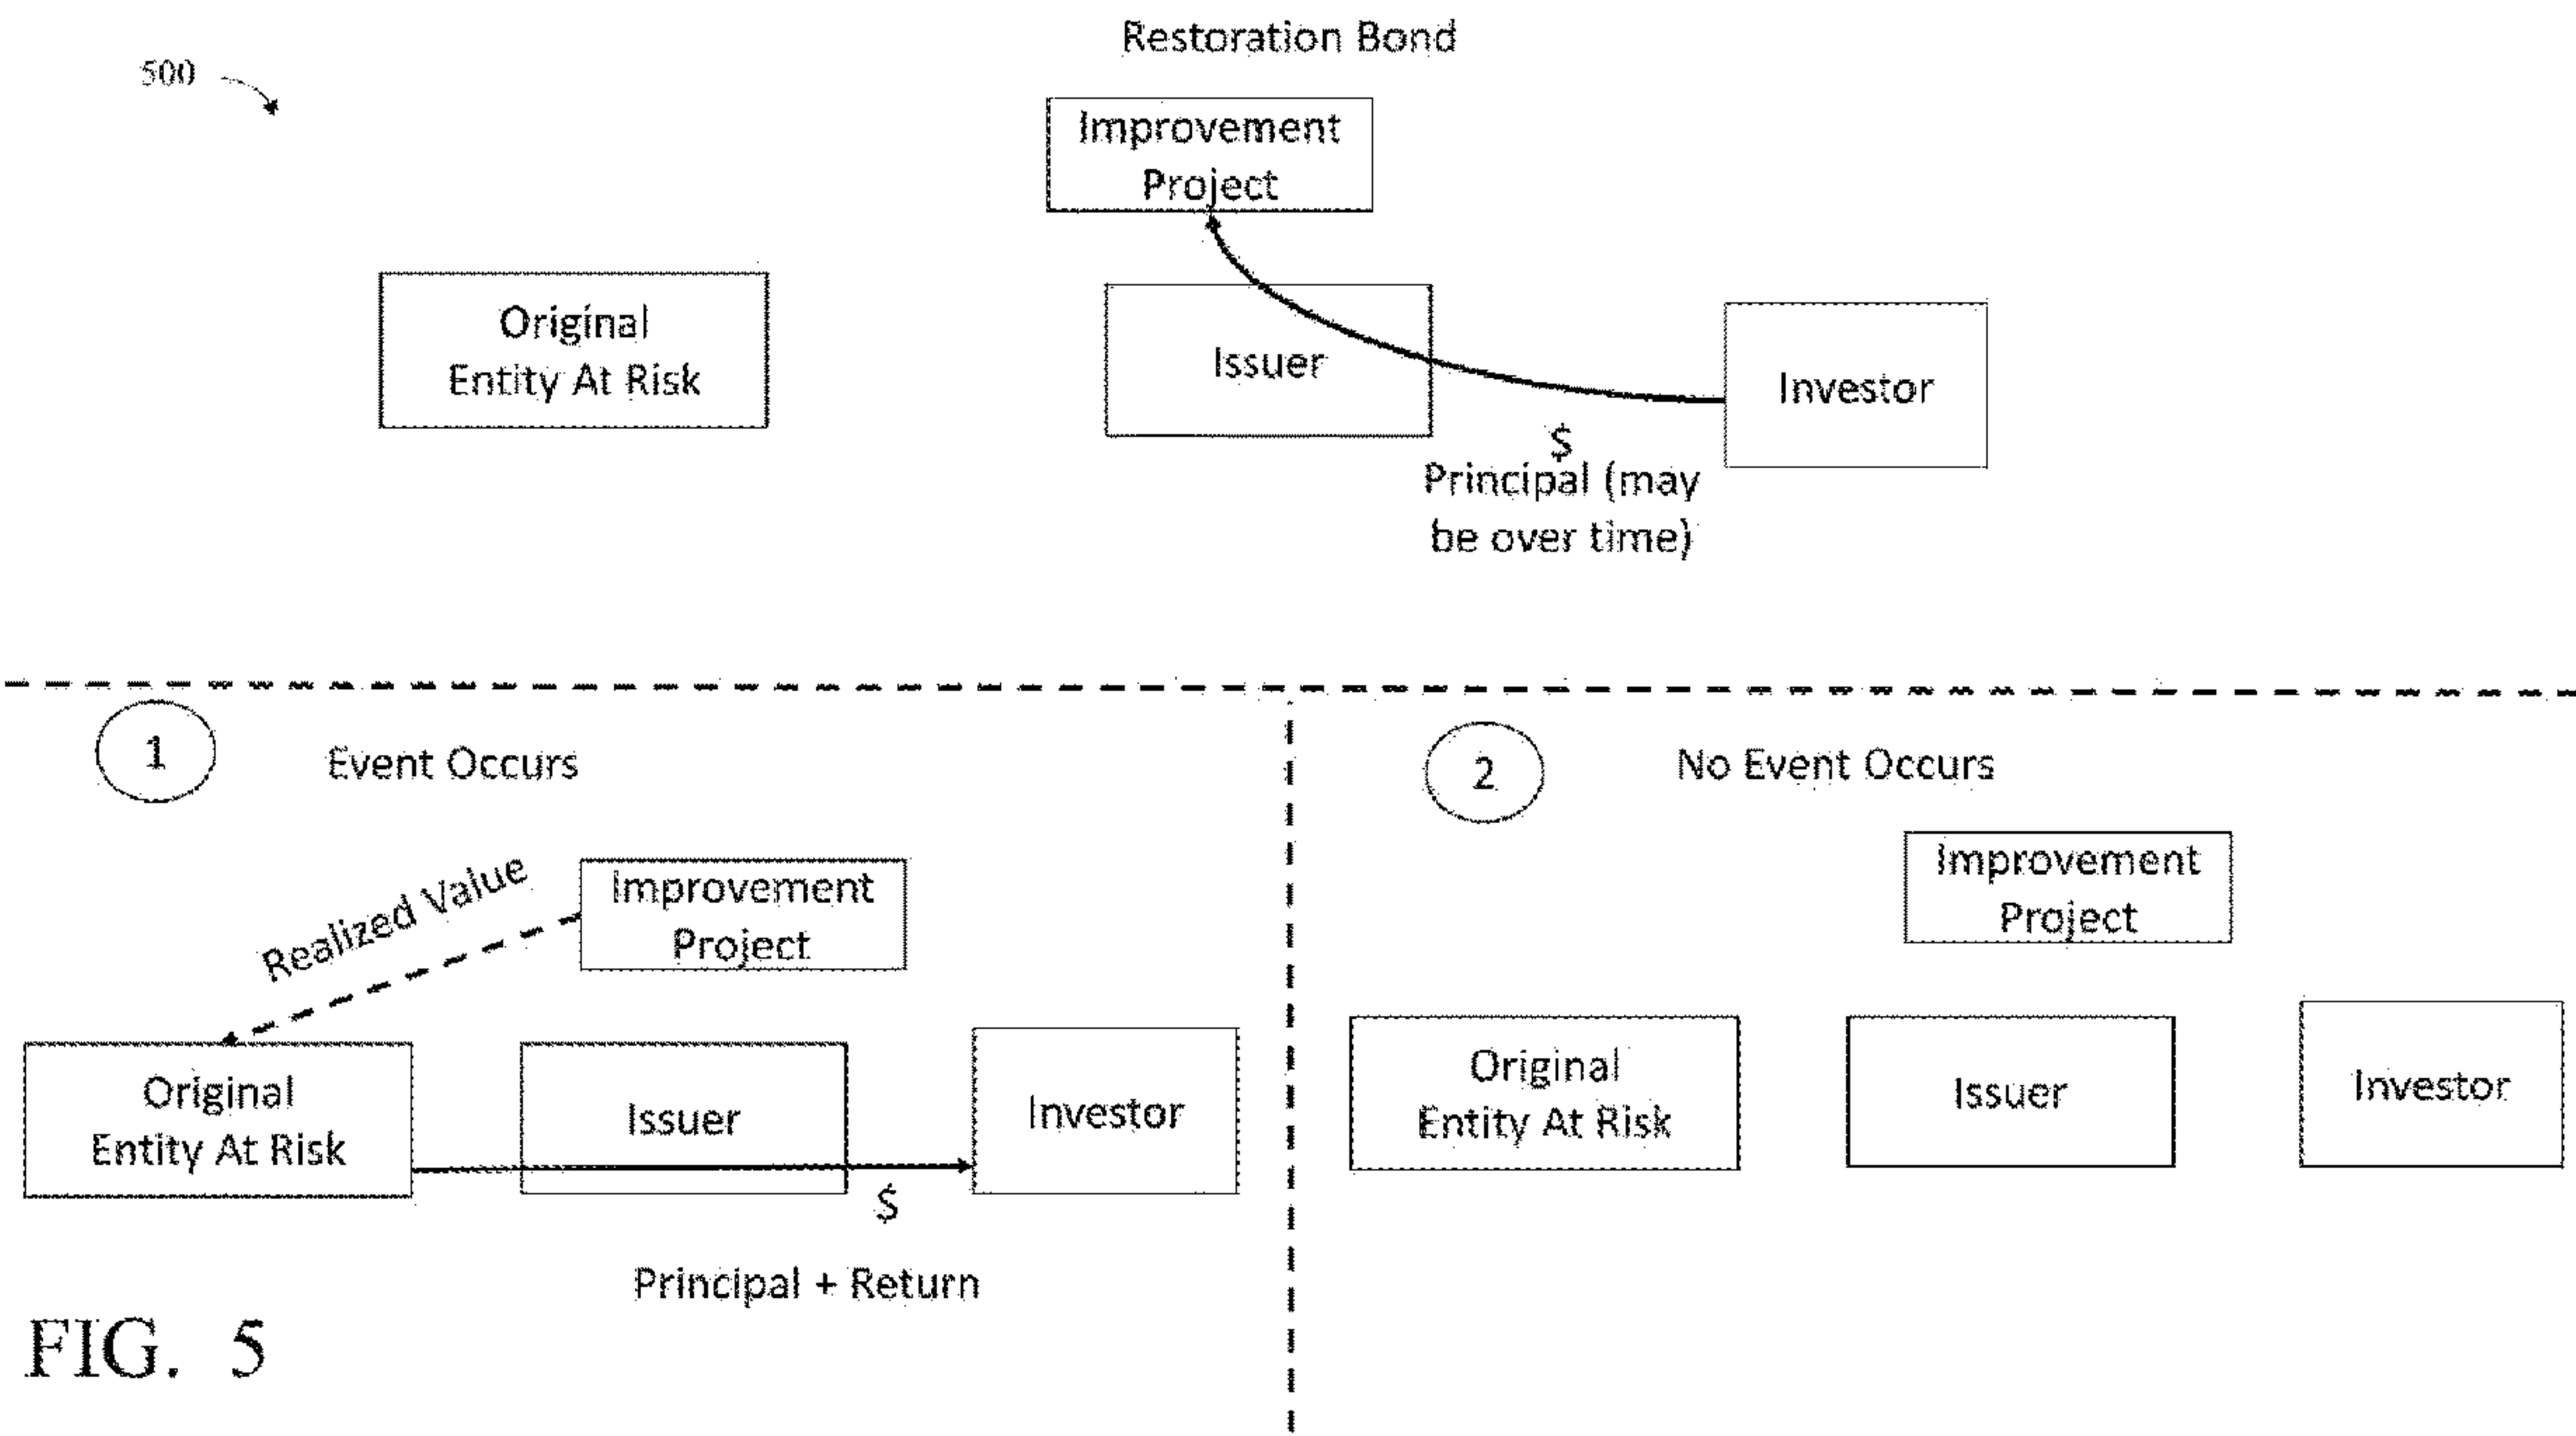 Restoration Bond
500
Improvement
Project
Original
Entity At Risk
Issuer
Investor
$
Principal (may
be over time)
1
Event Occurs
Realized Value
Improvement
Project
Original
Entity At Risk
Issuer
Investor
$
Principal + Return
2
No Event Occurs
Improvement
Project
Original
Entity At Risk
Issuer
Investor
FIG. 5